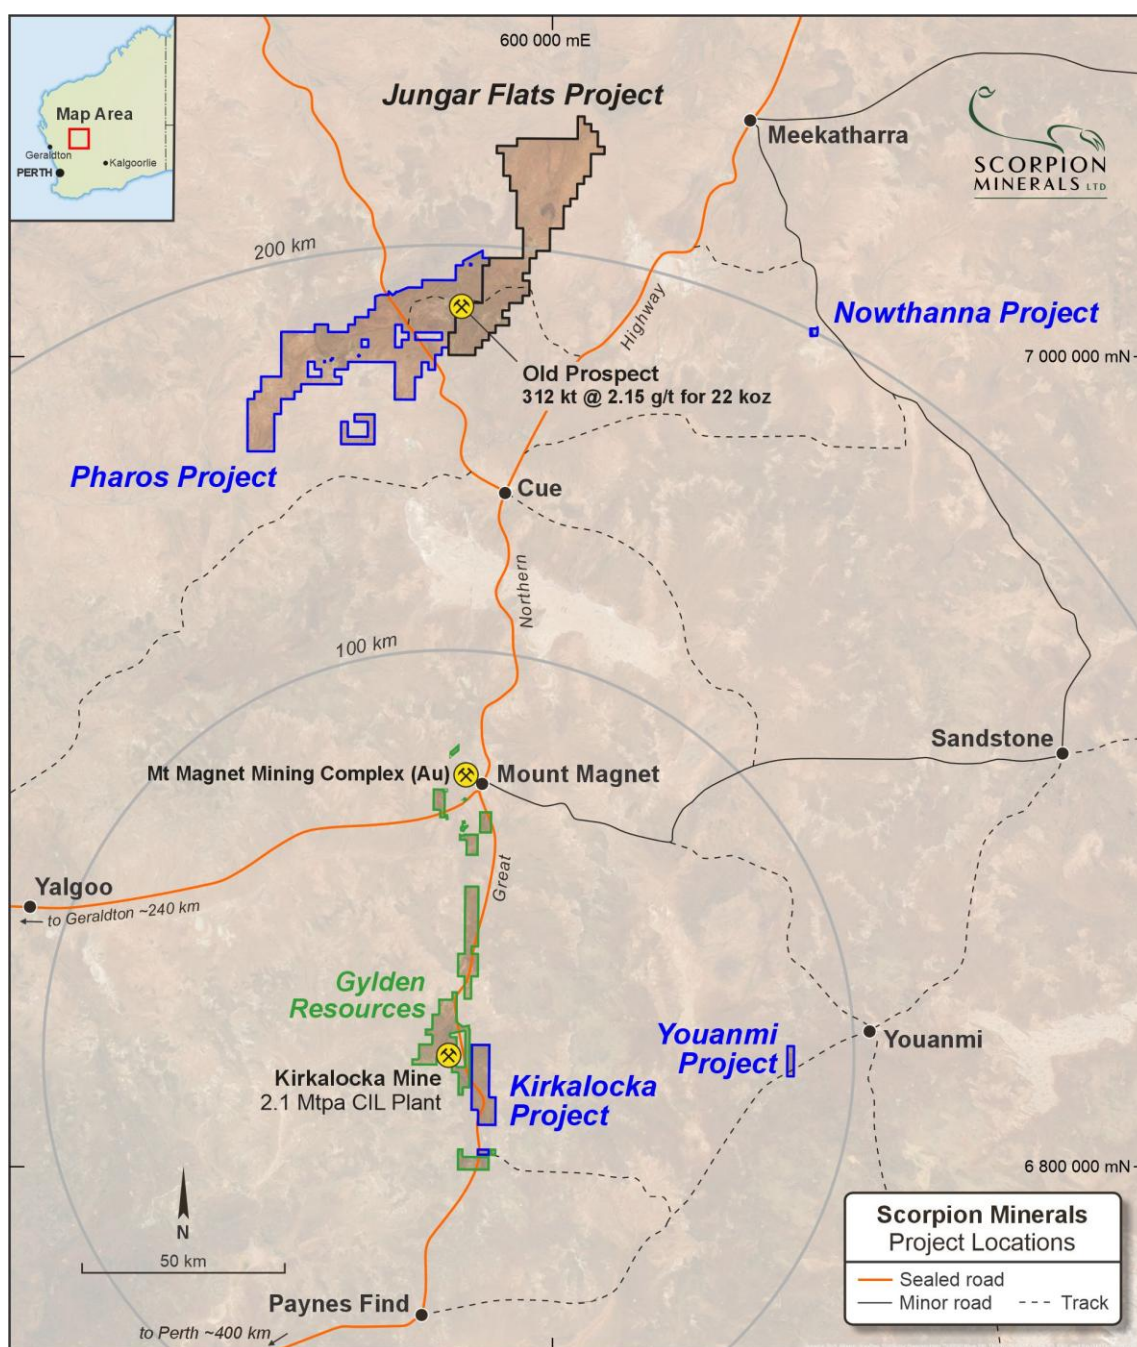 600 000 mE
Map Area
Geraldton
Kalgoorlie
PERTH
Jungar Flats Project
Meekatharra
SCORPION
MINERALS LTD
200 km
Highway
Nowthanna Project
7 000 000 mN
Old Prospect
312 kt @ 2.15 g/t for 22 koz
Pharos Project
Cue
Northern
100 km
Sandstone
Mt Magnet Mining Complex (Au)
Mount Magnet
Great
Yalgoo
to Geraldton ~240 km
Gylden
Resources
Youanmi
Project
Youanmi
Kirkalocka Mine
2.1 Mtpa CIL Plant
Kirkalocka
Project
6 800 000 mN
N
50 km
Scorpion Minerals
Project Locations
Sealed road
Minor road
Track
Paynes Find
to Perth ~400 km